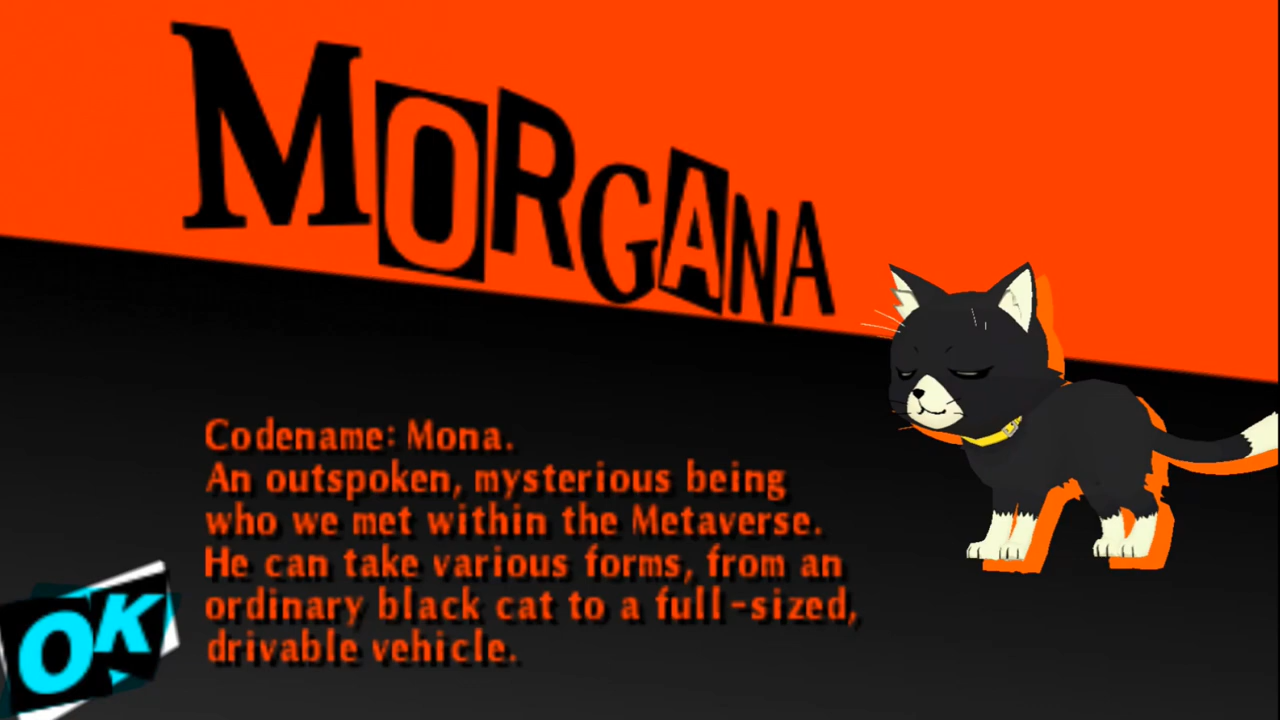 MORGANA
Codename: Mona.
An outspoken, mysterious being
who we met within the Metaverse.
He can take various forms, from an
ordinary black cat to a full-sized,
drivable vehicle.
OK